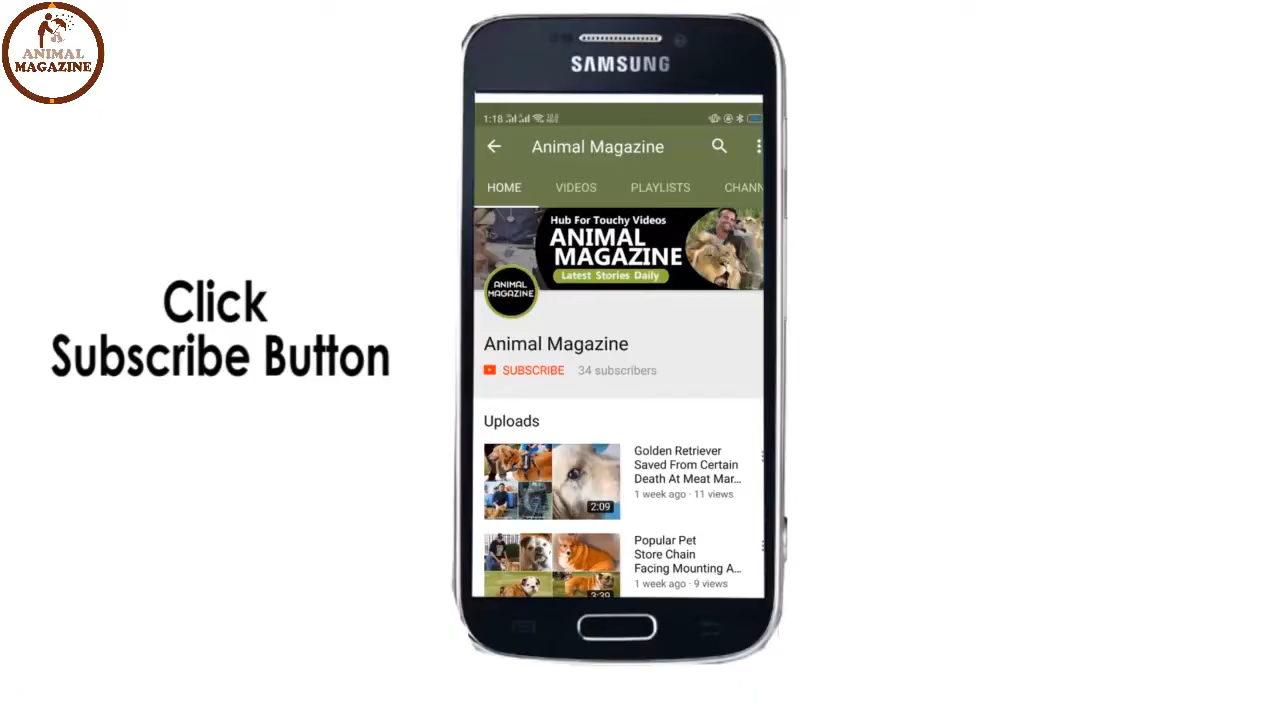 ANIMAL
MAGAZINE
Click
Subscribe Button
SAMSUNG
1:18
Animal Magazine
HOME VIDEOS PLAYLISTS CHANN
Hub For Touchy Videos
ANIMAL
MAGAZINE
Latest Stories Daily
ANIMAL
MAGAZINE
Animal Magazine
SUBSCRIBE 34 subscribers
Uploads
Golden Retriever
Saved From Certain
Death At Meat Mar...
1 week ago · 11 views
2:09
Popular Pet
Store Chain
Facing Mounting A...
1 week ago · 9 views
3:39